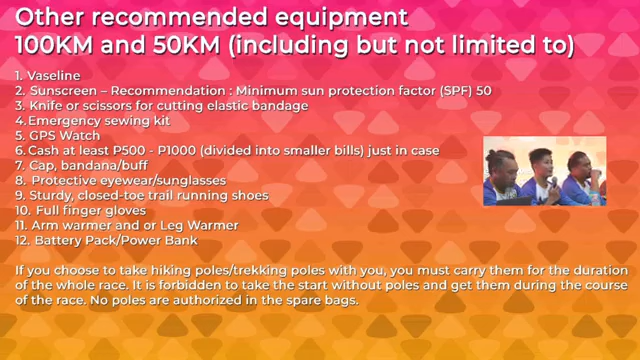 Other recommended equipment
100KM and 50KM (including but not limited to)
1. Vaseline
2. Sunscreen – Recommendation : Minimum sun protection factor (SPF) 50
3. Knife or scissors for cutting elastic bandage
4. Emergency sewing kit
5. GPS Watch
6. Cash at least P500 - P1000 (divided into smaller bills) just in case
7. Cap, bandana/buff
8. Protective eyewear/sunglasses
9. Sturdy, closed-toe trail running shoes
10. Full finger gloves
11. Arm warmer and or Leg Warmer
12. Battery Pack/Power Bank
If you choose to take hiking poles/trekking poles with you, you must carry them for the duration
of the whole race. It is forbidden to take the start without poles and get them during the course
of the race. No poles are authorized in the spare bags.